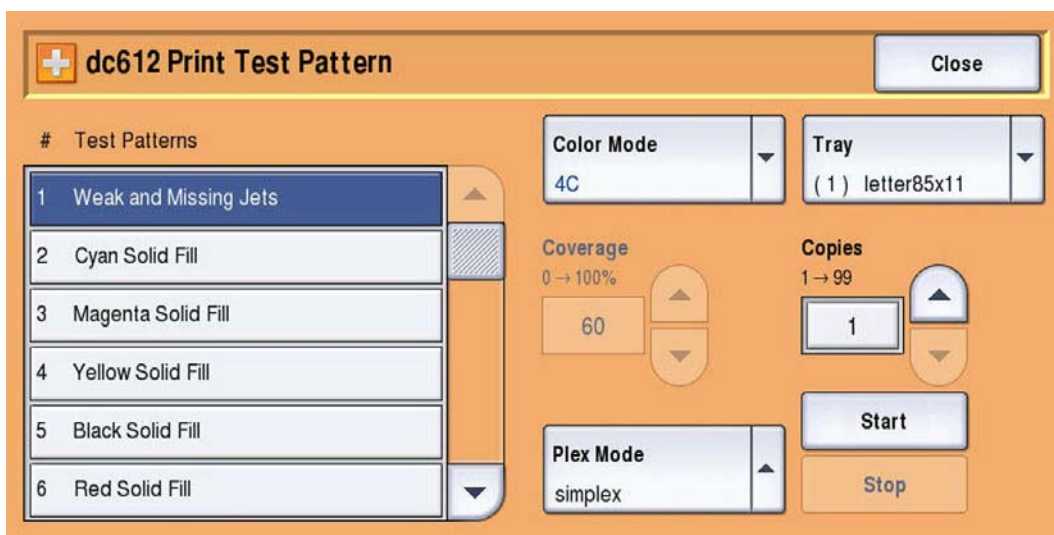 dc612 Print Test Pattern
Close
# Test Patterns
1 Weak and Missing Jets
2 Cyan Solid Fill
3 Magenta Solid Fill
4 Yellow Solid Fill
5 Black Solid Fill
6 Red Solid Fill
Color Mode
4C
Tray
(1) letter85x11
Coverage
0 → 100%
60
Copies
1 → 99
1
Plex Mode
simplex
Start
Stop